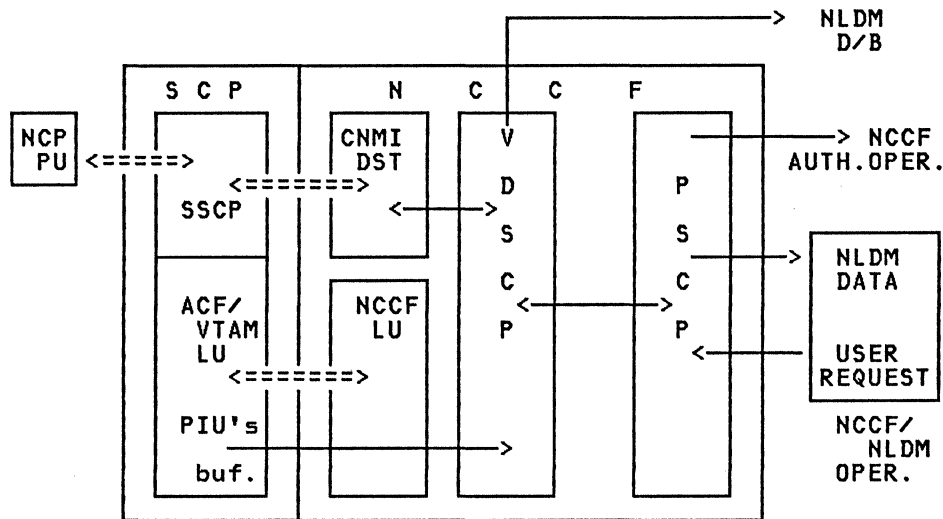 NLDM
D/B
S C P
N C C F
NCP
PU
SSCP
CNMI
DST
V
D
S
C
P
P
S
C
P
NCCF
AUTH.OPER.
ACF/
VTAM
LU
NCCF
LU
NLDM
DATA
USER
REQUEST
PIU's
buf.
NCCF/
NLDM
OPER.